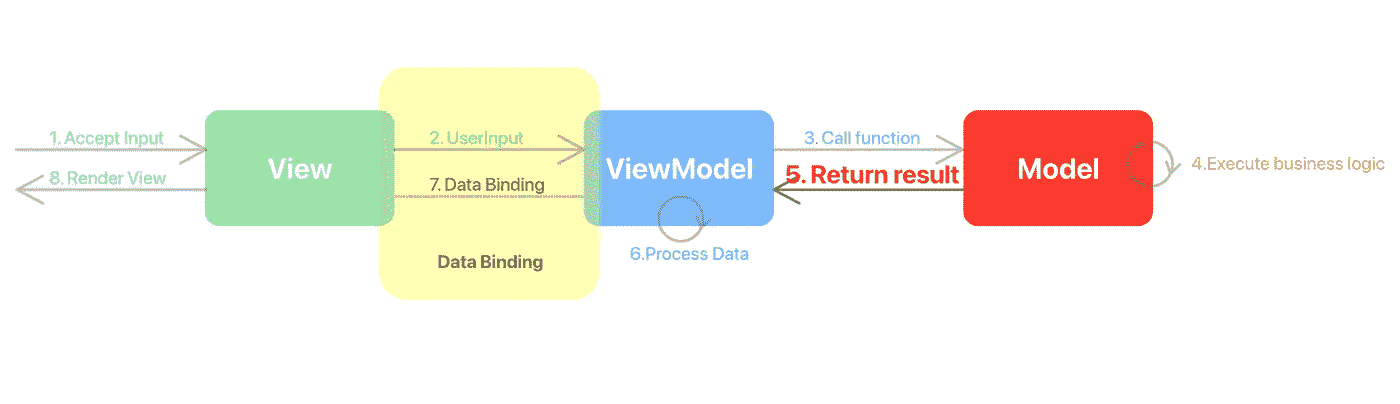 1. Accept Input
2. UserInput
3. Call function
8. Render View
View
7. Data Binding
ViewModel
5. Return result
Model
4.Execute business logic
6.Process Data
Data Binding